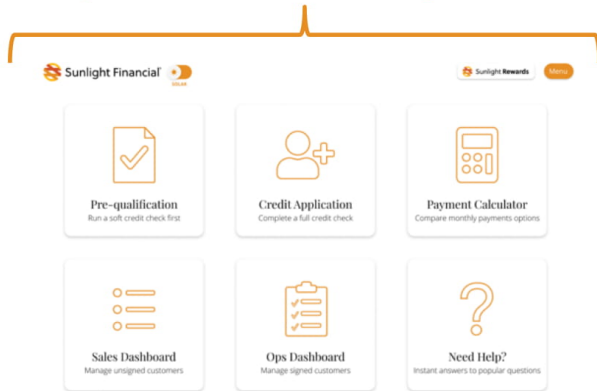 Sunlight Financial
SOLAR
Sunlight Rewards
Menu
Pre-qualification
Run a soft credit check first
Credit Application
Complete a full credit check
Payment Calculator
Compare monthly payments options
Sales Dashboard
Manage unsigned customers
Ops Dashboard
Manage signed customers
Need Help?
Instant answers to popular questions